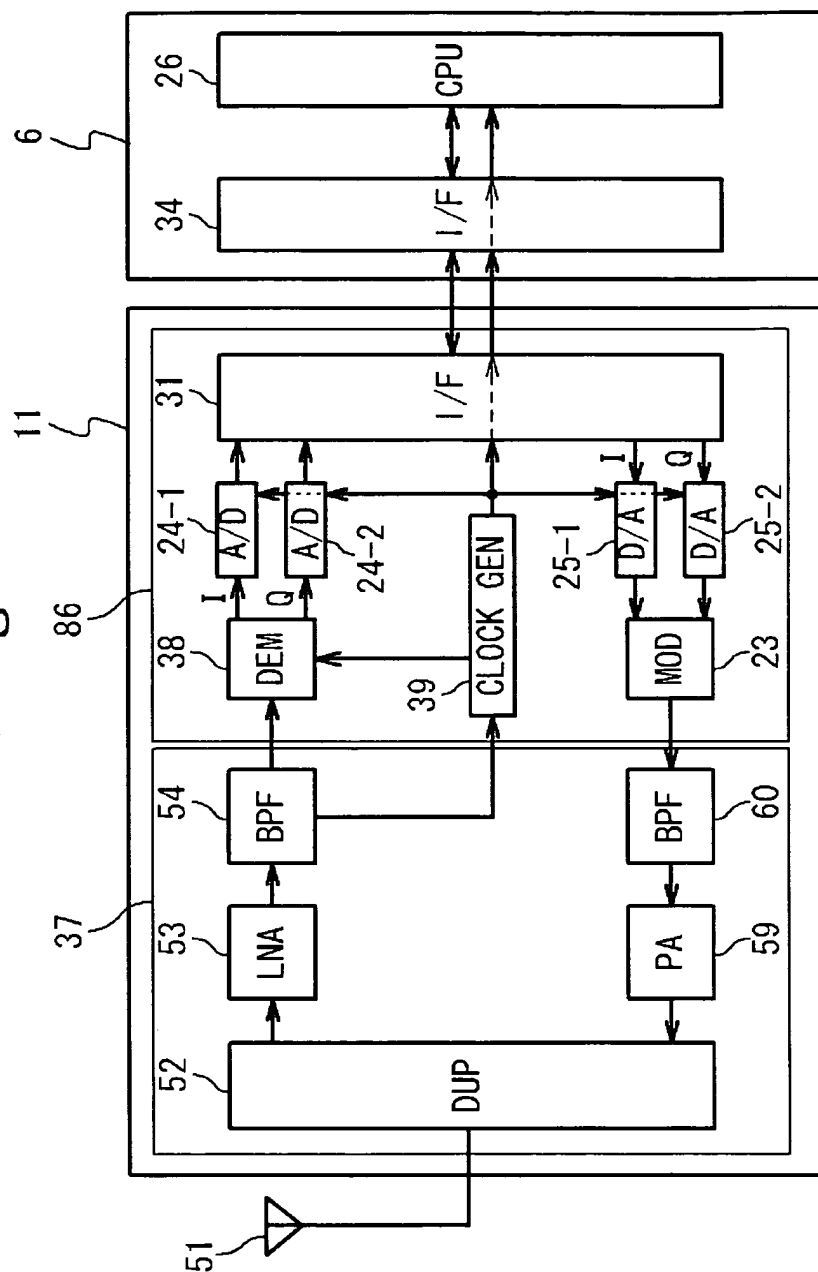 6
26
CPU
34
I/F
11
31
I/F
86
24-1
A/D
I
24-2
A/D
Q
38
DEM
39
CLOCK GEN
I
25-1
D/A
Q
25-2
D/A
23
MOD
37
54
BPF
53
LNA
60
BPF
59
PA
52
DUP
51